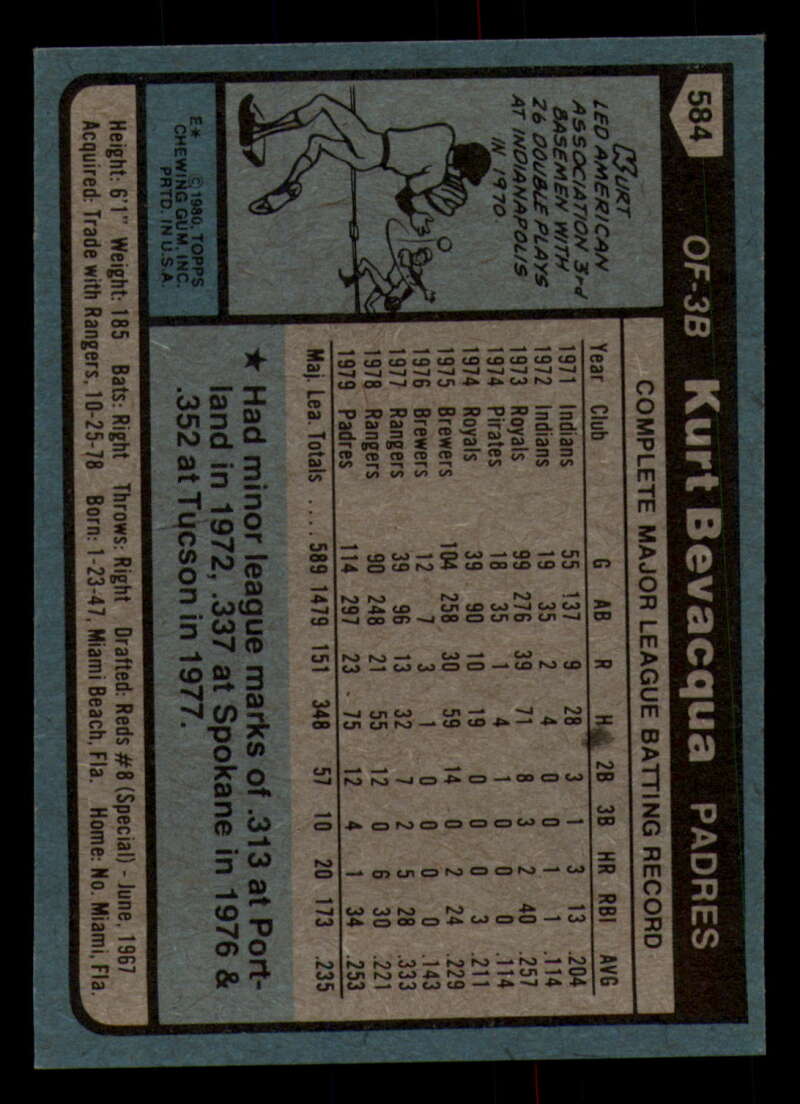 584 OF-3B Kurt Bevacqua PADRES
Kurt
LED AMERICAN
ASSOCIATION 3rd
BASEMEN WITH
26 DOUBLE PLAYS
AT INDIANAPOLIS
IN 1970.
E* © 1980, TOPPS
CHEWING GUM, INC.
PRTD. IN U.S.A.
COMPLETE MAJOR LEAGUE BATTING RECORD
Year Club G AB R H 2B 3B HR RBI AVG
1971 Indians 55 137 9 28 3 1 3 13 .204
1972 Indians 19 35 2 4 0 0 1 1 .114
1973 Royals 99 276 39 71 8 3 2 40 .257
1974 Pirates 18 35 1 4 1 0 0 0 .114
1974 Royals 39 90 10 19 0 0 0 3 .211
1975 Brewers 104 258 30 59 14 0 2 24 .229
1976 Brewers 12 7 3 1 0 0 0 0 .143
1977 Rangers 39 96 13 32 7 2 5 28 .333
1978 Rangers 90 248 21 55 12 0 6 30 .221
1979 Padres 114 297 23 75 12 4 1 34 .253
Maj. Lea. Totals .... 589 1479 151 348 57 10 20 173 .235
★ Had minor league marks of .313 at Port-
land in 1972, .337 at Spokane in 1976 &
.352 at Tucson in 1977.
Height: 6'1" Weight: 185 Bats: Right Throws: Right Drafted: Reds #8 (Special) - June, 1967
Acquired: Trade with Rangers, 10-25-78 Born: 1-23-47, Miami Beach, Fla. Home: No. Miami, Fla.